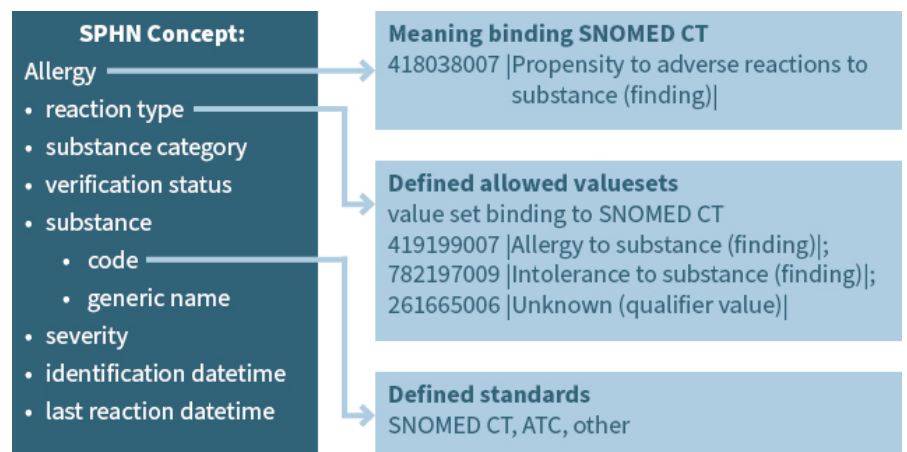 SPHN Concept:
Allergy
• reaction type
• substance category
• verification status
• substance
• code
• generic name
• severity
• identification datetime
• last reaction datetime
Meaning binding SNOMED CT
418038007 |Propensity to adverse reactions to
substance (finding)|
Defined allowed valuesets
value set binding to SNOMED CT
419199007 |Allergy to substance (finding)|;
782197009 |Intolerance to substance (finding)|;
261665006 |Unknown (qualifier value)|
Defined standards
SNOMED CT, ATC, other